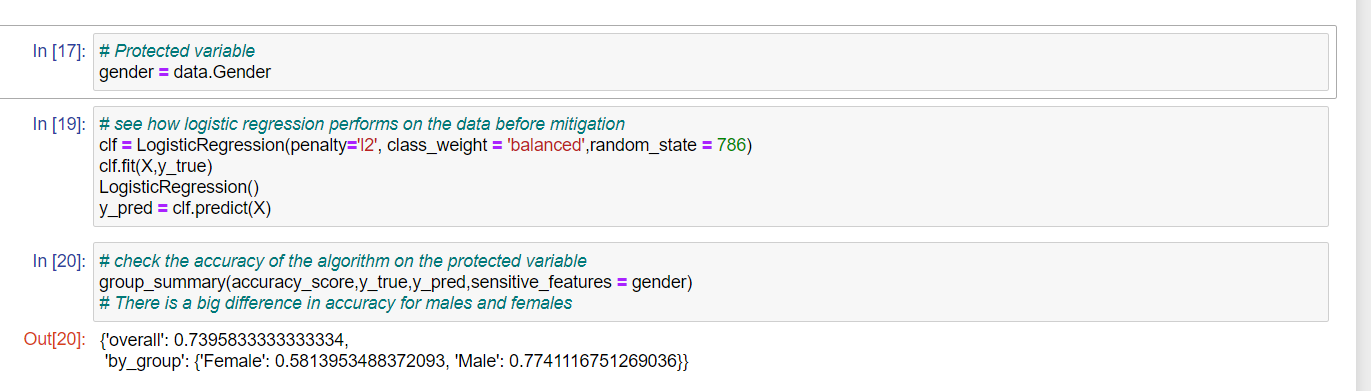 In [17]: # Protected variable
gender = data.Gender
In [19]: # see how logistic regression performs on the data before mitigation
clf = LogisticRegression(penalty='l2', class_weight = 'balanced',random_state = 786)
clf.fit(X,y_true)
LogisticRegression()
y_pred = clf.predict(X)
In [20]: # check the accuracy of the algorithm on the protected variable
group_summary(accuracy_score,y_true,y_pred,sensitive_features = gender)
# There is a big difference in accuracy for males and females
Out[20]: {'overall': 0.7395833333333334,
'by_group': {'Female': 0.5813953488372093, 'Male': 0.7741116751269036}}